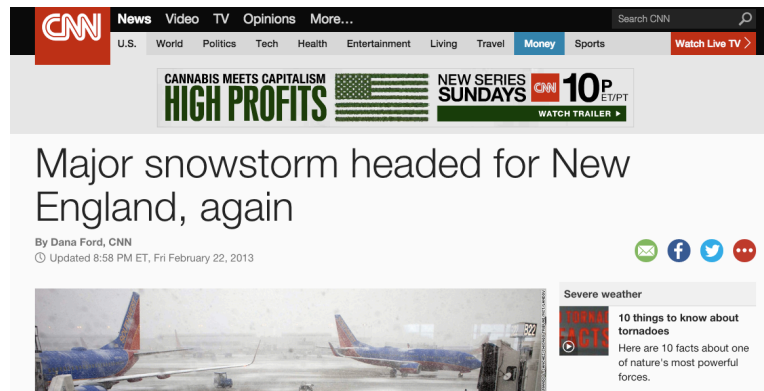 CNN
News Video TV Opinions More...
Search CNN
U.S. World Politics Tech Health Entertainment Living Travel Money Sports
Watch Live TV
CANNABIS MEETS CAPITALISM
HIGH PROFITS
NEW SERIES
SUNDAYS
CNN
10P
ET/PT
WATCH TRAILER
Major snowstorm headed for New
England, again
By Dana Ford, CNN
Updated 8:58 PM ET, Fri February 22, 2013
B22
Severe weather
10 things to know about
tornadoes
Here are 10 facts about one
of nature's most powerful
forces.
FACTS